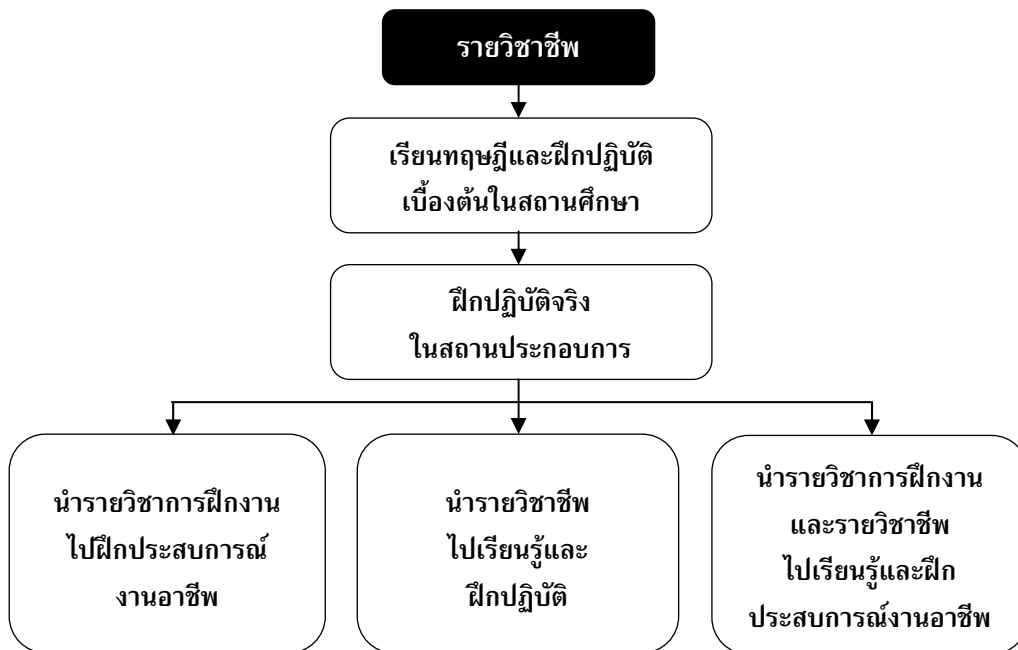 รายวิชาชีพ
เรียนทฤษฎีและฝึกปฏิบัติ
เบื้องต้นในสถานศึกษา
ฝึกปฏิบัติจริง
ในสถานประกอบการ
นำรายวิชาการฝึกงาน
ไปฝึกประสบการณ์
งานอาชีพ
นำรายวิชาชีพ
ไปเรียนรู้และ
ฝึกปฏิบัติ
นำรายวิชาการฝึกงาน
และรายวิชาชีพ
ไปเรียนรู้และฝึก
ประสบการณ์งานอาชีพ